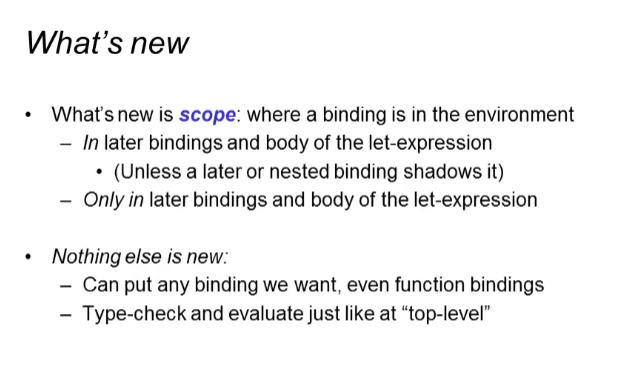 What's new
• What's new is scope: where a binding is in the environment
– In later bindings and body of the let-expression
• (Unless a later or nested binding shadows it)
– Only in later bindings and body of the let-expression
• Nothing else is new:
– Can put any binding we want, even function bindings
– Type-check and evaluate just like at “top-level”